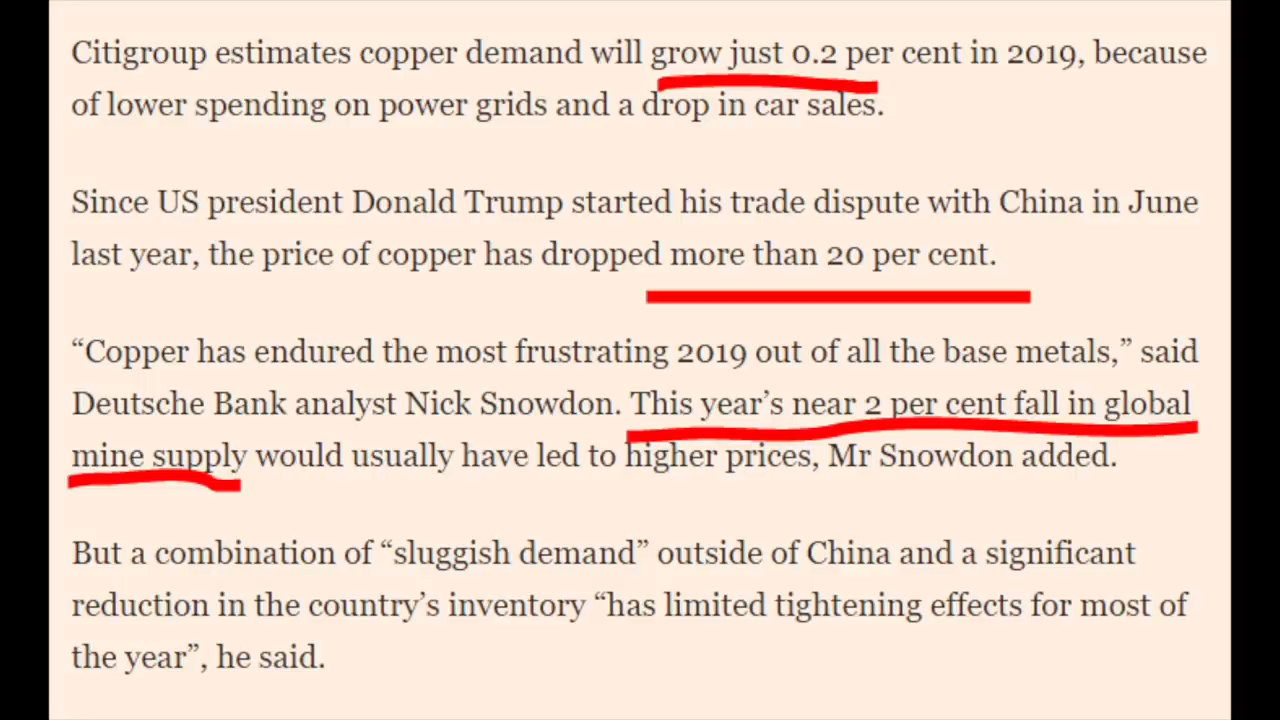 Citigroup estimates copper demand will grow just 0.2 per cent in 2019, because
of lower spending on power grids and a drop in car sales.
Since US president Donald Trump started his trade dispute with China in June
last year, the price of copper has dropped more than 20 per cent.
“Copper has endured the most frustrating 2019 out of all the base metals,” said
Deutsche Bank analyst Nick Snowdon. This year’s near 2 per cent fall in global
mine supply would usually have led to higher prices, Mr Snowdon added.
But a combination of “sluggish demand” outside of China and a significant
reduction in the country’s inventory “has limited tightening effects for most of
the year”, he said.